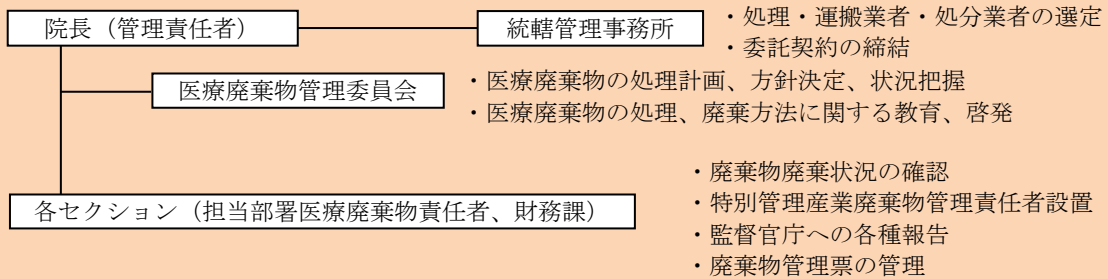 院長（管理責任者）
統轄管理事務所
・処理・運搬業者・処分業者の選定
・委託契約の締結
医療廃棄物管理委員会
・医療廃棄物の処理計画、方針決定、状況把握
・医療廃棄物の処理、廃棄方法に関する教育、啓発
各セクション（担当部署医療廃棄物責任者、財務課）
・廃棄物廃棄状況の確認
・特別管理産業廃棄物管理責任者設置
・監督官庁への各種報告
・廃棄物管理票の管理